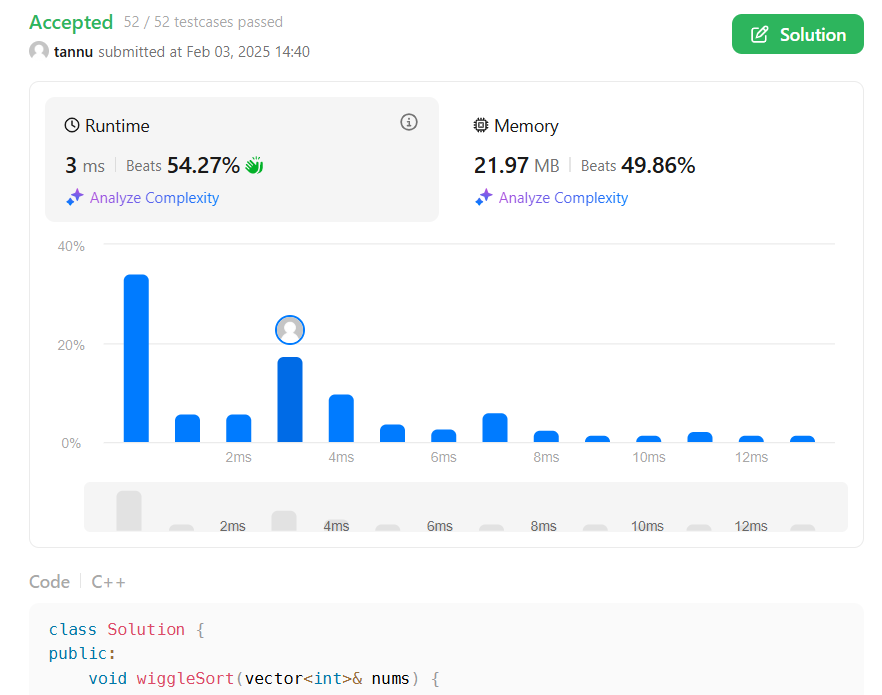 Accepted 52 / 52 testcases passed
tannu submitted at Feb 03, 2025 14:40
Solution
Runtime
3 ms Beats 54.27%
Analyze Complexity
Memory
21.97 MB Beats 49.86%
Analyze Complexity
40%
20%
0%
2ms 4ms 6ms 8ms 10ms 12ms
2ms 4ms 6ms 8ms 10ms 12ms
Code C++
class Solution {
public:
    void wiggleSort(vector<int>& nums) {